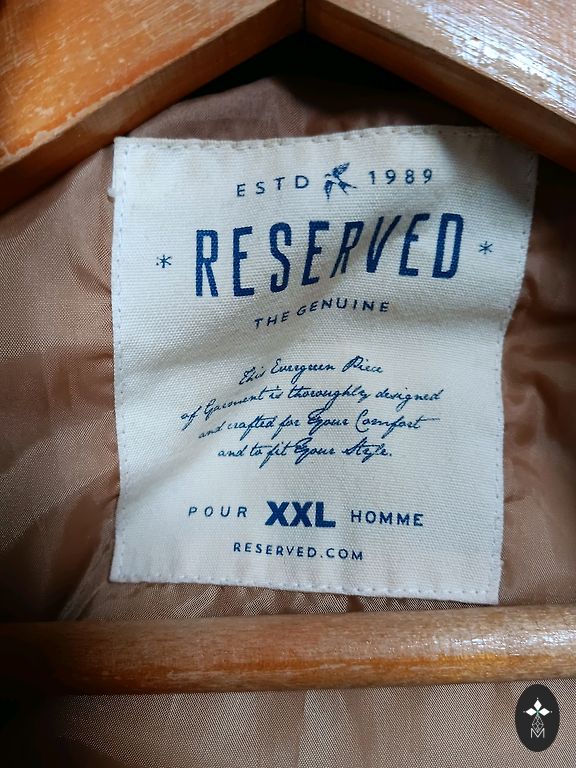 ESTD 1989
* RESERVED *
THE GENUINE
This Evergreen Piece
of Garment is thoroughly designed
and crafted for Your Comfort
and to fit Your Style.
POUR XXL HOMME
RESERVED.COM
M